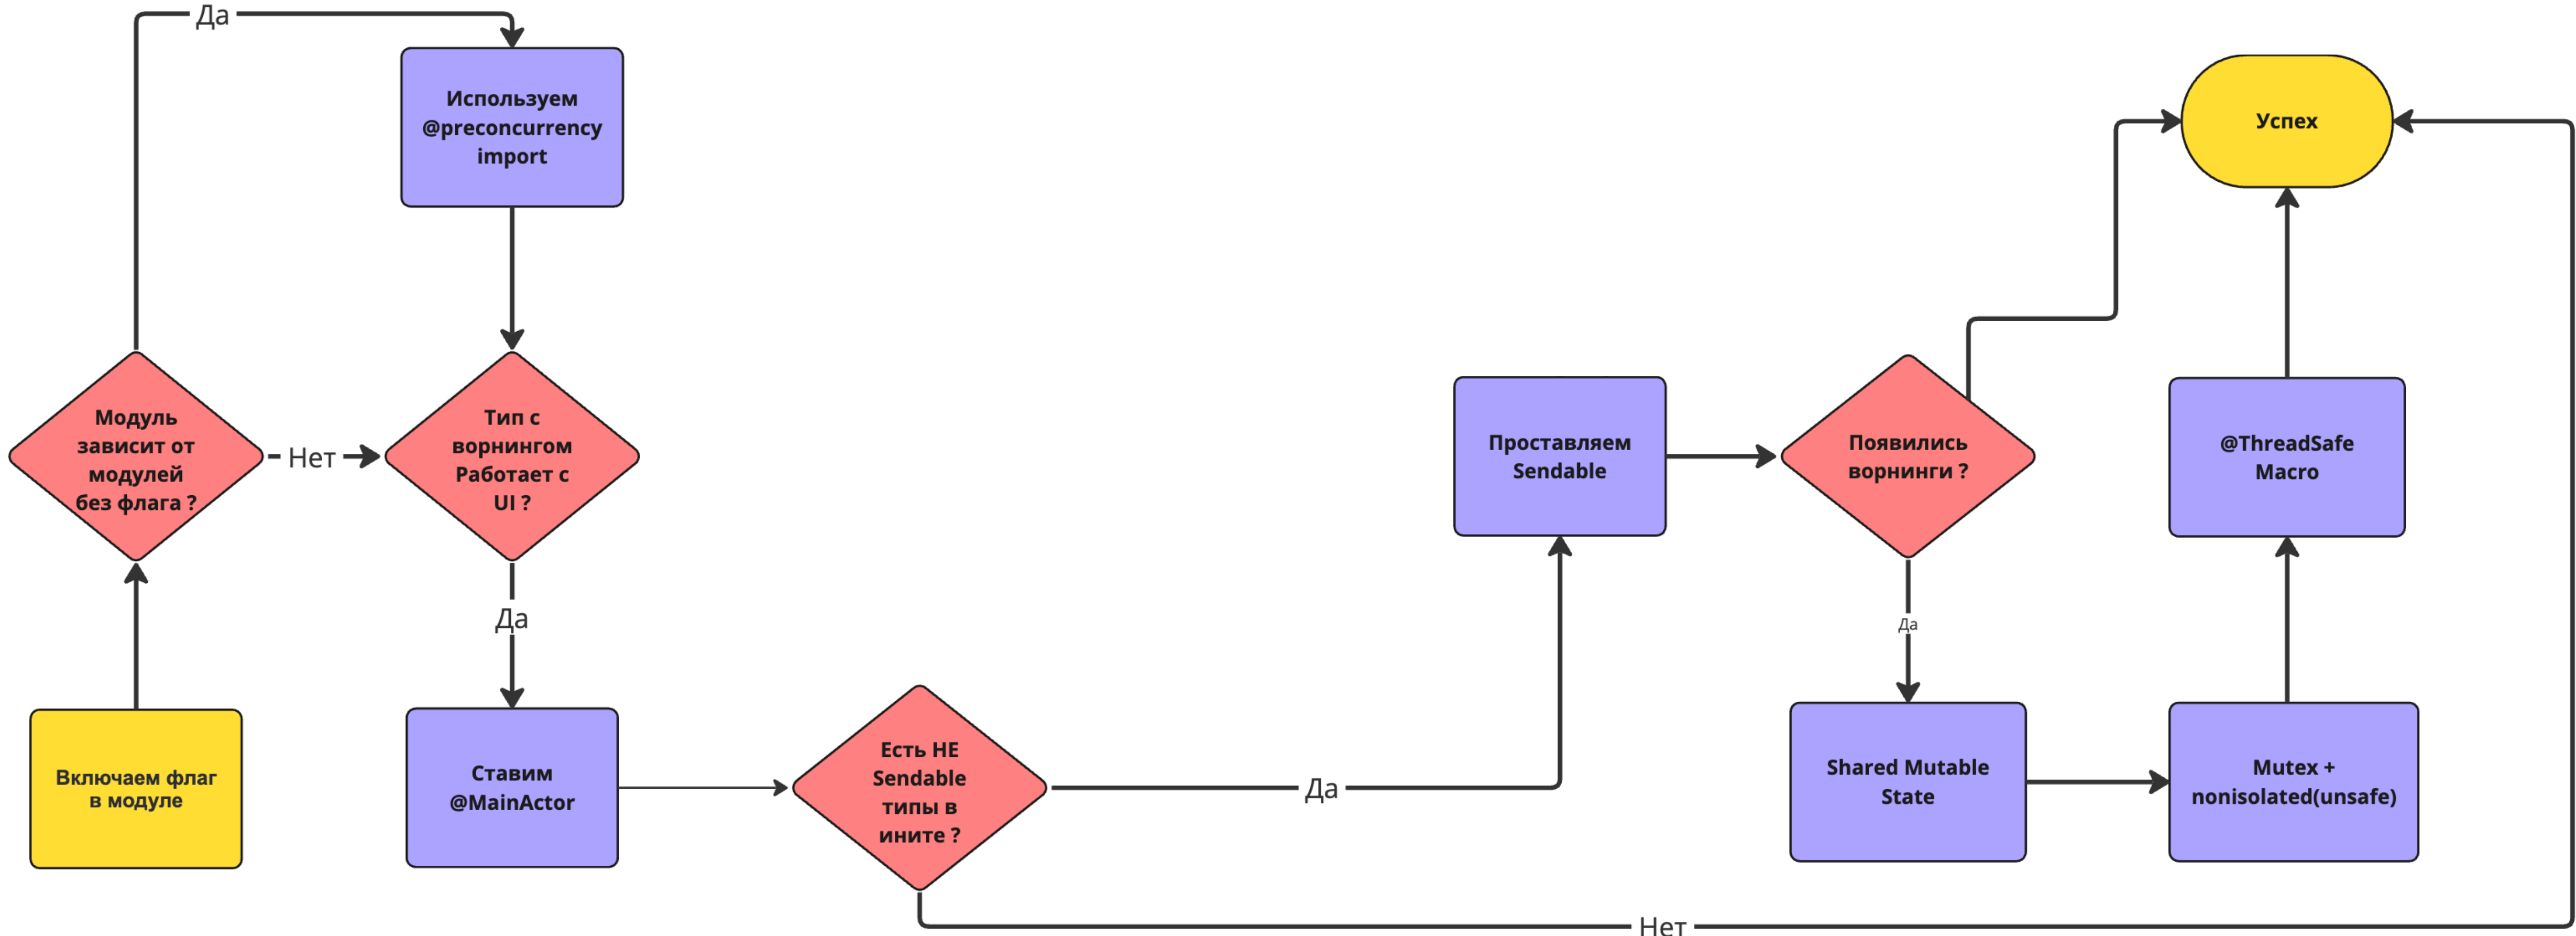 Да
Используем
@preconcurrency
import
Успех
Модуль
зависит от
модулей
без флага ?
Нет
Тип с
ворнингом
Работает с
UI ?
Проставляем
Sendable
Появились
ворнинги ?
@ThreadSafe
Macro
Да
Да
Включаем флаг
в модуле
Ставим
@MainActor
Есть НЕ
Sendable
типы в
ините ?
Да
Shared Mutable
State
Mutex +
nonisolated(unsafe)
Нет